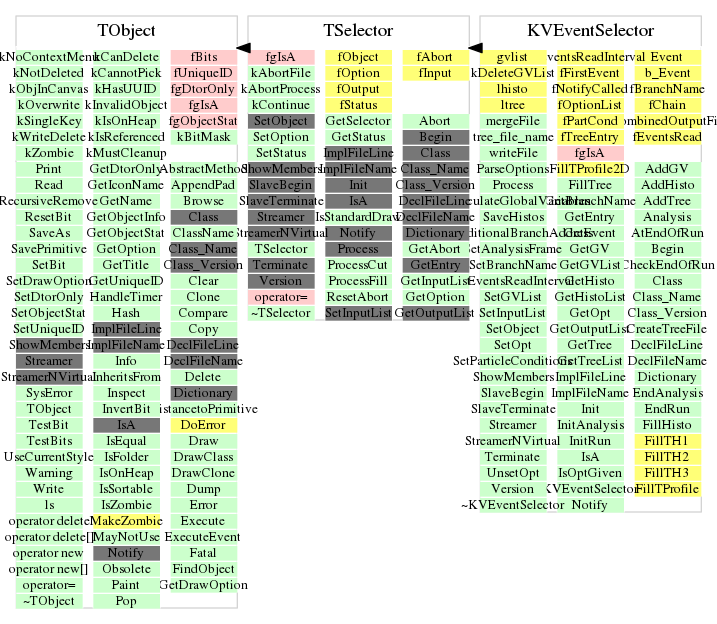 TObject
kNoContextMenu kCanDelete fBits
kNotDeleted kCannotPick fUniqueID
kObjInCanvas kHasUUID fgDtorOnly
kOverwrite kInvalidObject fgIsA
kSingleKey kIsOnHeap fgObjectStat
kWriteDelete kIsReferenced kBitMask
kZombie kMustCleanup
Print GetDtorOnly AbstractMethod
Read GetIconName AppendPad
RecursiveRemove GetName Browse
ResetBit GetObjectInfo Class
SaveAs GetObjectStat ClassName
SavePrimitive GetOption Class_Name
SetBit GetTitle Class_Version
SetDrawOption GetUniqueID Clear
SetDtorOnly HandleTimer Clone
SetObjectStat Hash Compare
SetUniqueID ImplFileLine Copy
ShowMembers ImplFileName DeclFileLine
Streamer Info DeclFileName
StreamerNVirtual InheritsFrom Delete
SysError Inspect Dictionary
TObject InvertBit istancetoPrimitive
TestBit IsA DoError
TestBits IsEqual Draw
UseCurrentStyle IsFolder DrawClass
Warning IsOnHeap DrawClone
Write IsSortable Dump
ls IsZombie Error
operator delete MakeZombie Execute
operator delete[] MayNotUse ExecuteEvent
operator new Notify Fatal
operator new[] Obsolete FindObject
operator= Paint GetDrawOption
~TObject Pop
TSelector
fgIsA fObject fAbort
kAbortFile fOption fInput
kAbortProcess fOutput
kContinue fStatus
SetObject GetSelector Abort
SetOption GetStatus Begin
SetStatus ImplFileLine Class
ShowMembers ImplFileName Class_Name
SlaveBegin Init Class_Version
SlaveTerminate IsA DeclFileLine
Streamer IsStandardDraw DeclFileName
StreamerNVirtual Notify Dictionary
TSelector Process GetAbort
Terminate ProcessCut GetEntry
Version ProcessFill GetInputList
operator= ResetAbort GetOption
~TSelector SetInputList GetOutputList
KVEventSelector
gvlist ventsReadInterval Event
kDeleteGVList fFirstEvent b_Event
lhisto fNotifyCalled fBranchName
ltree fOptionList fChain
mergeFile fPartCond ombinedOutputFi
tree_file_name fTreeEntry fEventsRead
writeFile fgIsA
ParseOptions FillTProfile2D AddGV
Process FillTree AddHisto
BranchName AddTree
SaveHistos GetEntry Analysis
AtEndOfRun
etAnalysisFrame GetGV Begin
SetBranchName GetGVList CheckEndOfRun
EventsReadInterval GetHisto Class
SetGVList GetHistoList Class_Name
SetInputList GetOpt Class_Version
SetObject GetOutputList CreateTreeFile
SetOpt GetTree DeclFileLine
SetParticleConditions GetTreeList DeclFileName
ShowMembers ImplFileLine Dictionary
SlaveBegin ImplFileName EndAnalysis
SlaveTerminate Init EndRun
Streamer InitAnalysis FillHisto
StreamerNVirtual InitRun FillTH1
Terminate IsA FillTH2
UnsetOpt IsOptGiven FillTH3
Version KVEventSelector FillTProfile
~KVEventSelector Notify